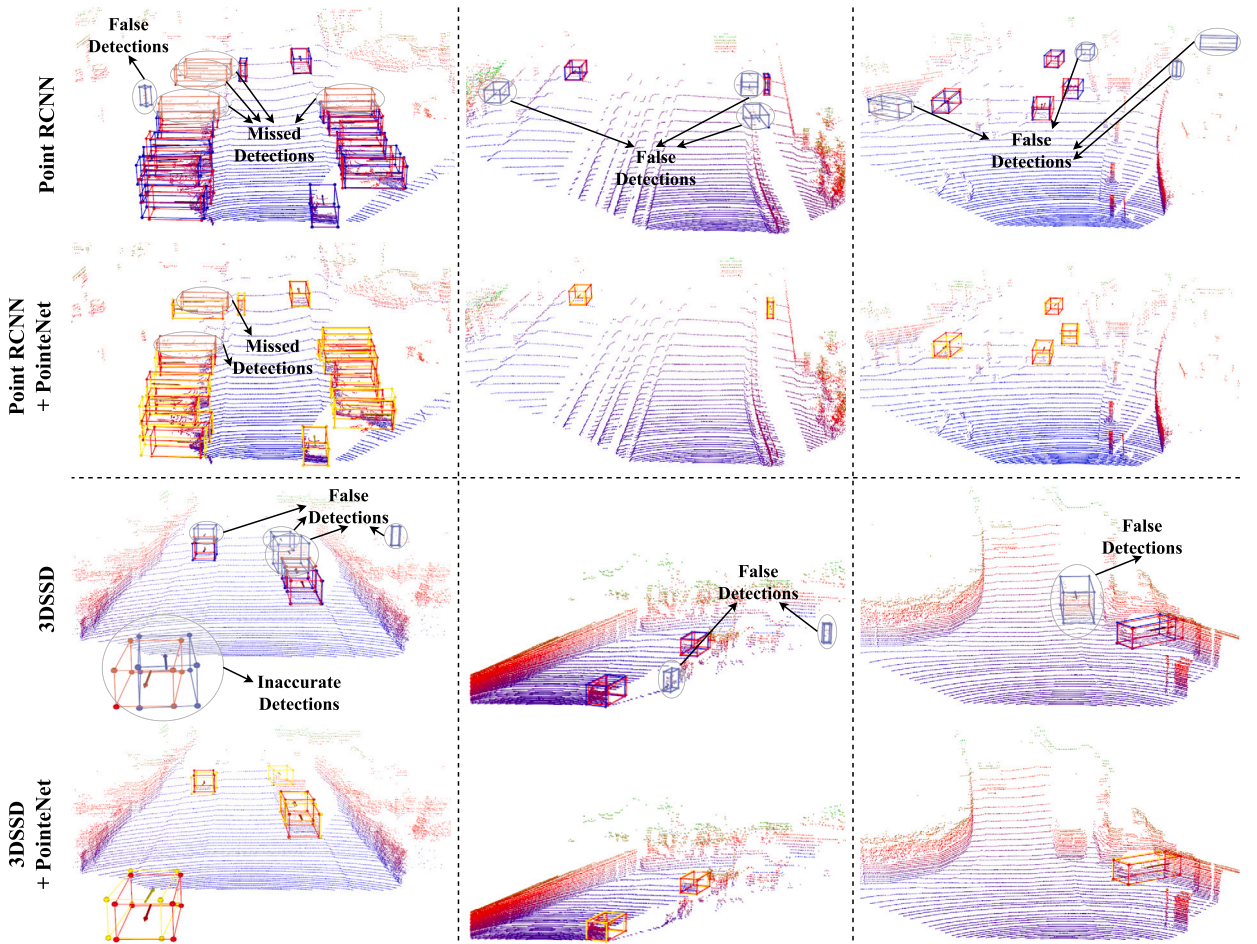 Point RCNN
False
Detections
Missed
Detections
False
Detections
False
Detections
Point RCNN
+ PointeNet
Missed
Detections
3DSSD
False
Detections
Inaccurate
Detections
False
Detections
False
Detections
3DSSD
+ PointeNet